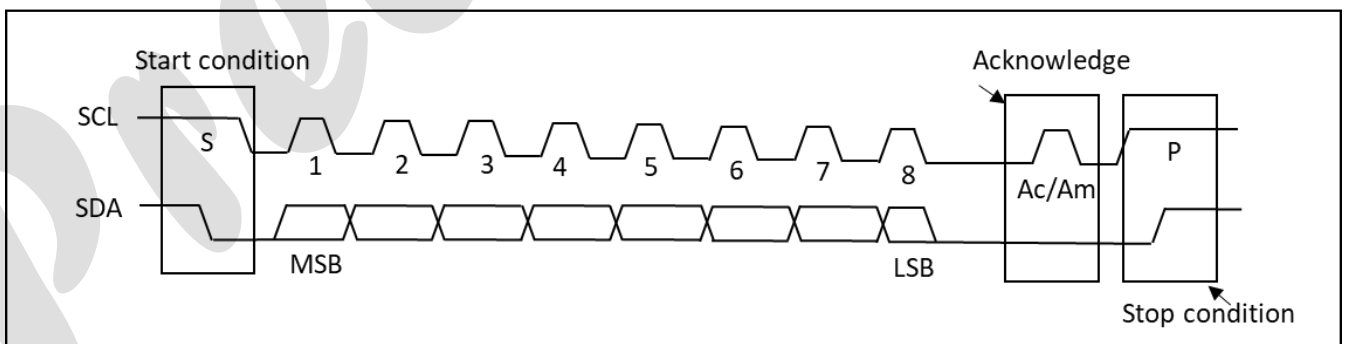 Start condition
Acknowledge
SCL
S
1 2 3 4 5 6 7 8
Ac/Am
P
SDA
MSB
LSB
Stop condition